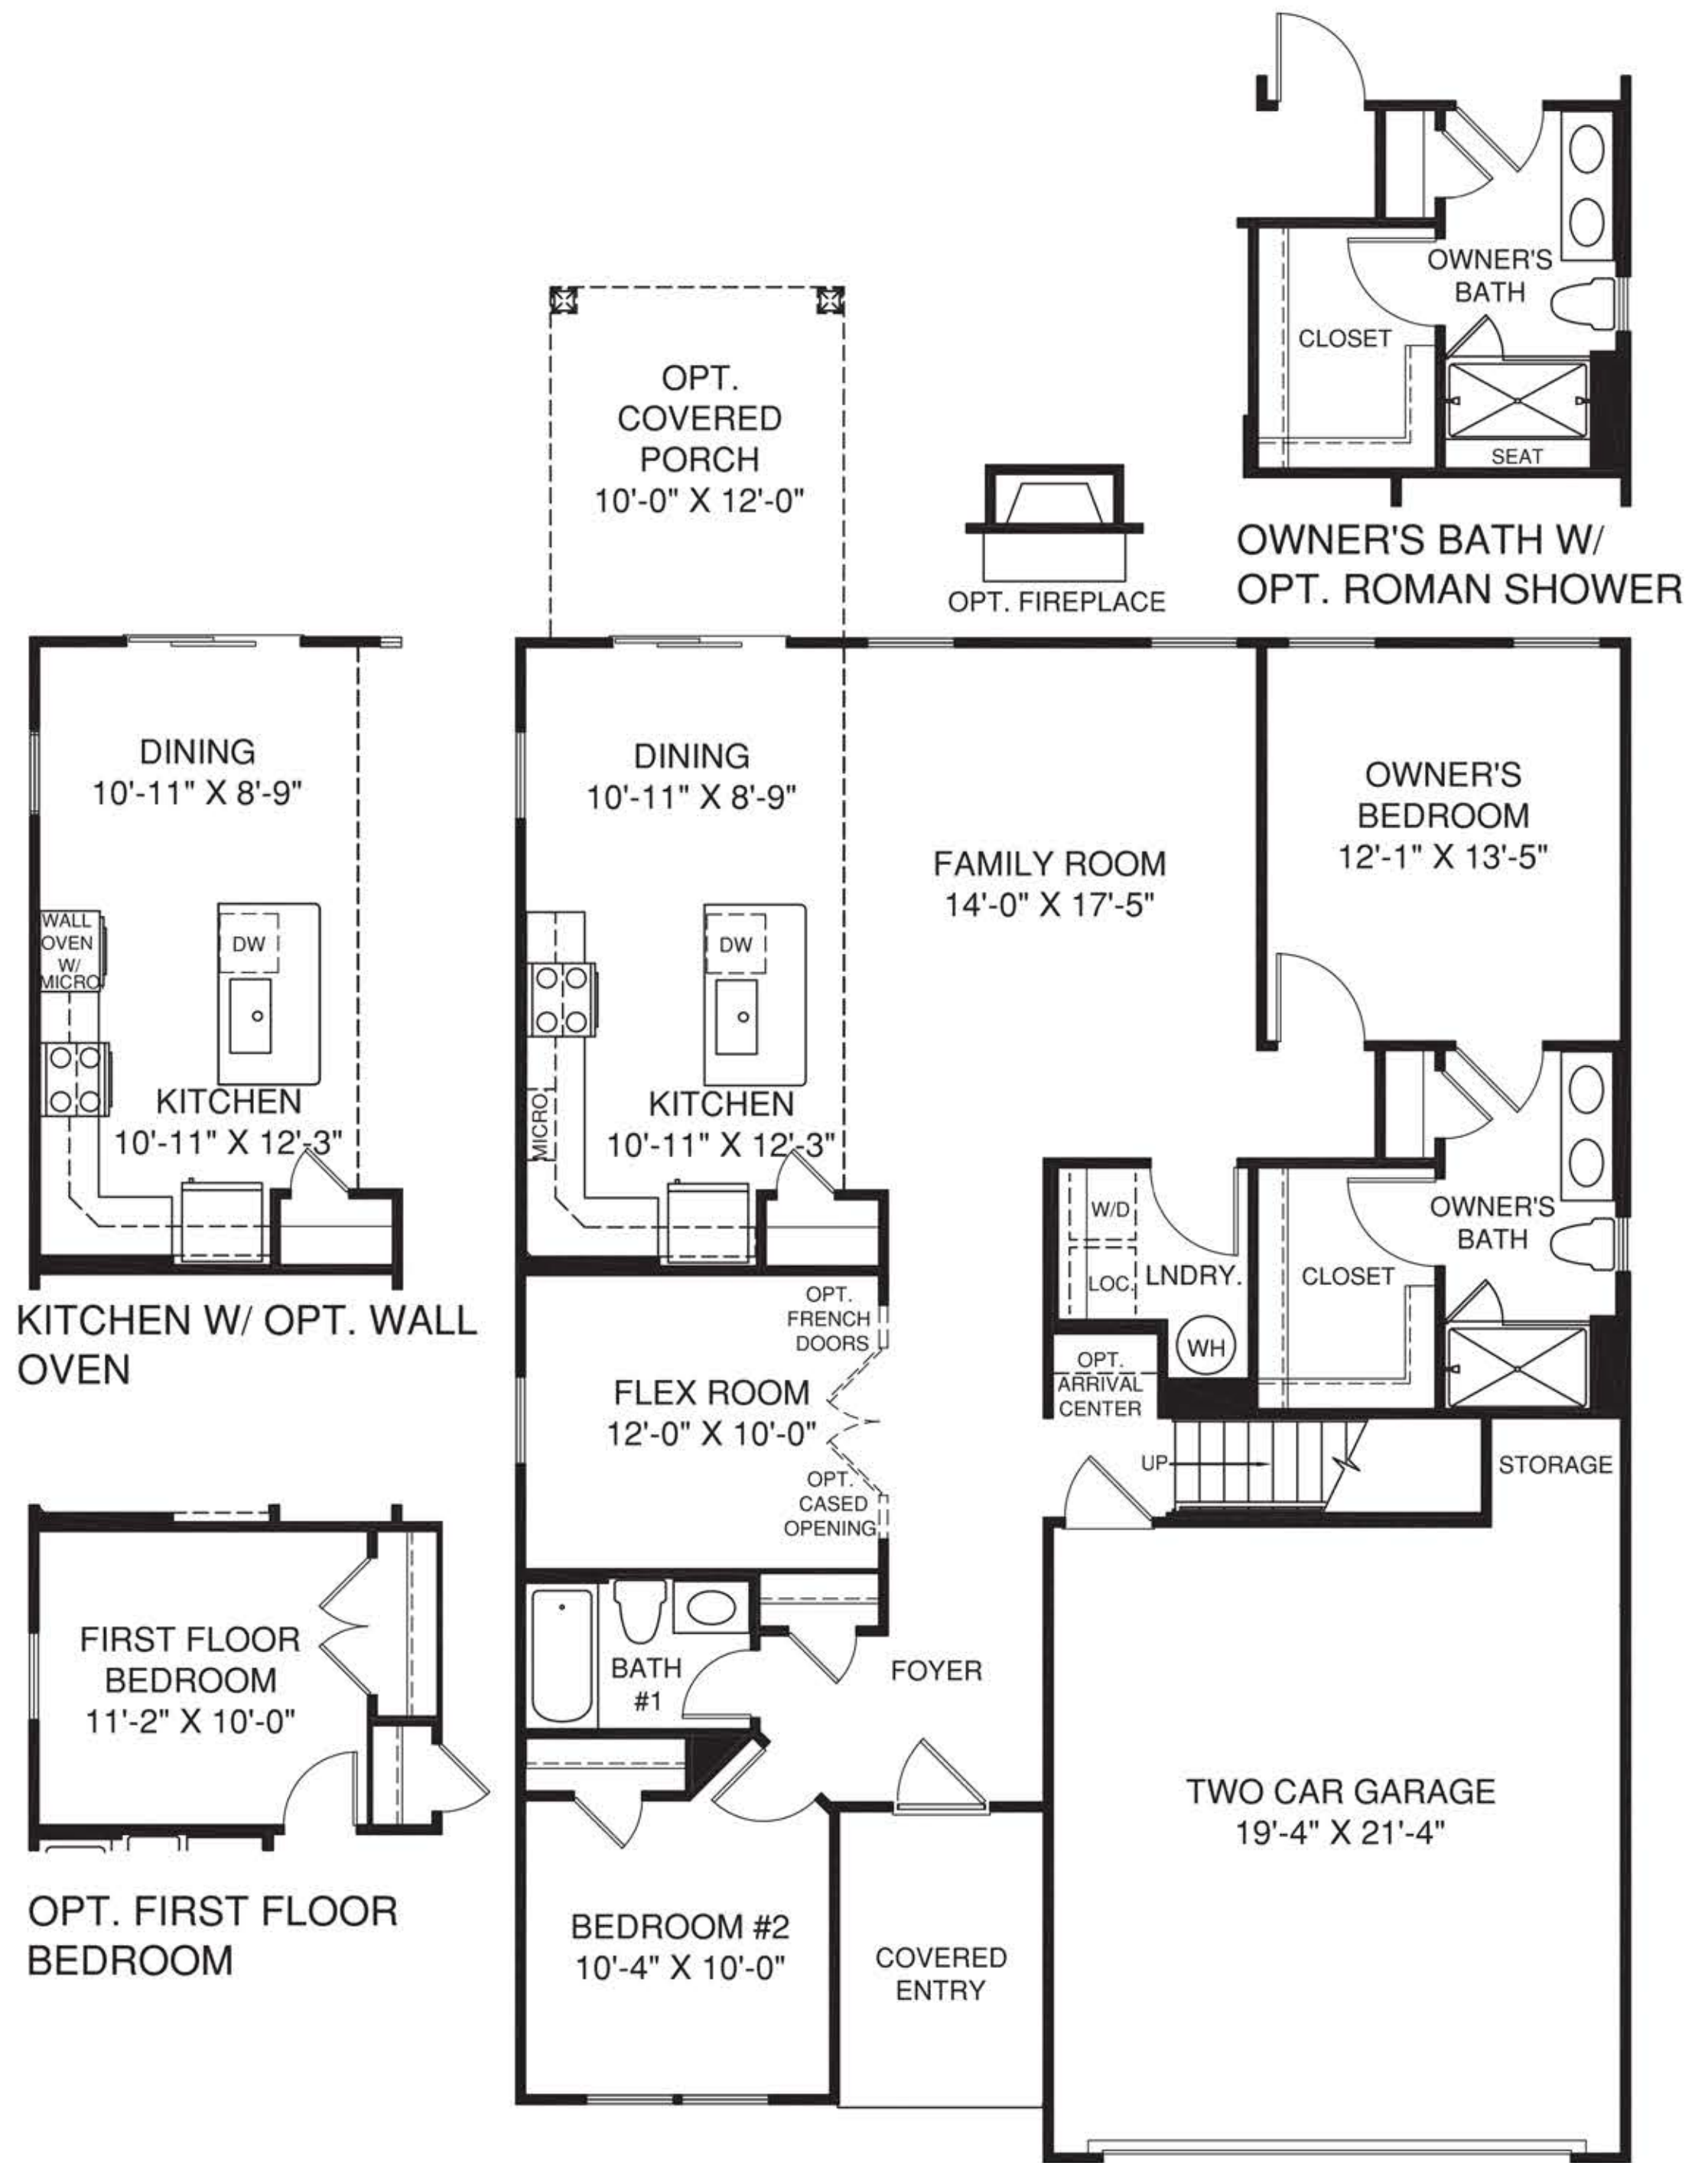 OWNER'S
BATH
CLOSET
SEAT
OWNER'S BATH W/
OPT. ROMAN SHOWER
OPT.
COVERED
PORCH
10'-0" X 12'-0"
OPT. FIREPLACE
DINING
10'-11" X 8'-9"
WALL
OVEN
W/
MICRO
DW
KITCHEN
10'-11" X 12'-3"
KITCHEN W/ OPT. WALL
OVEN
DINING
10'-11" X 8'-9"
DW
MICRO
KITCHEN
10'-11" X 12'-3"
FAMILY ROOM
14'-0" X 17'-5"
OWNER'S
BEDROOM
12'-1" X 13'-5"
W/D
LOC.
LNDRY.
WH
CLOSET
OWNER'S
BATH
OPT.
FRENCH
DOORS
FLEX ROOM
12'-0" X 10'-0"
OPT.
CASED
OPENING
OPT.
ARRIVAL
CENTER
UP
STORAGE
FIRST FLOOR
BEDROOM
11'-2" X 10'-0"
OPT. FIRST FLOOR
BEDROOM
BATH
#1
FOYER
BEDROOM #2
10'-4" X 10'-0"
COVERED
ENTRY
TWO CAR GARAGE
19'-4" X 21'-4"